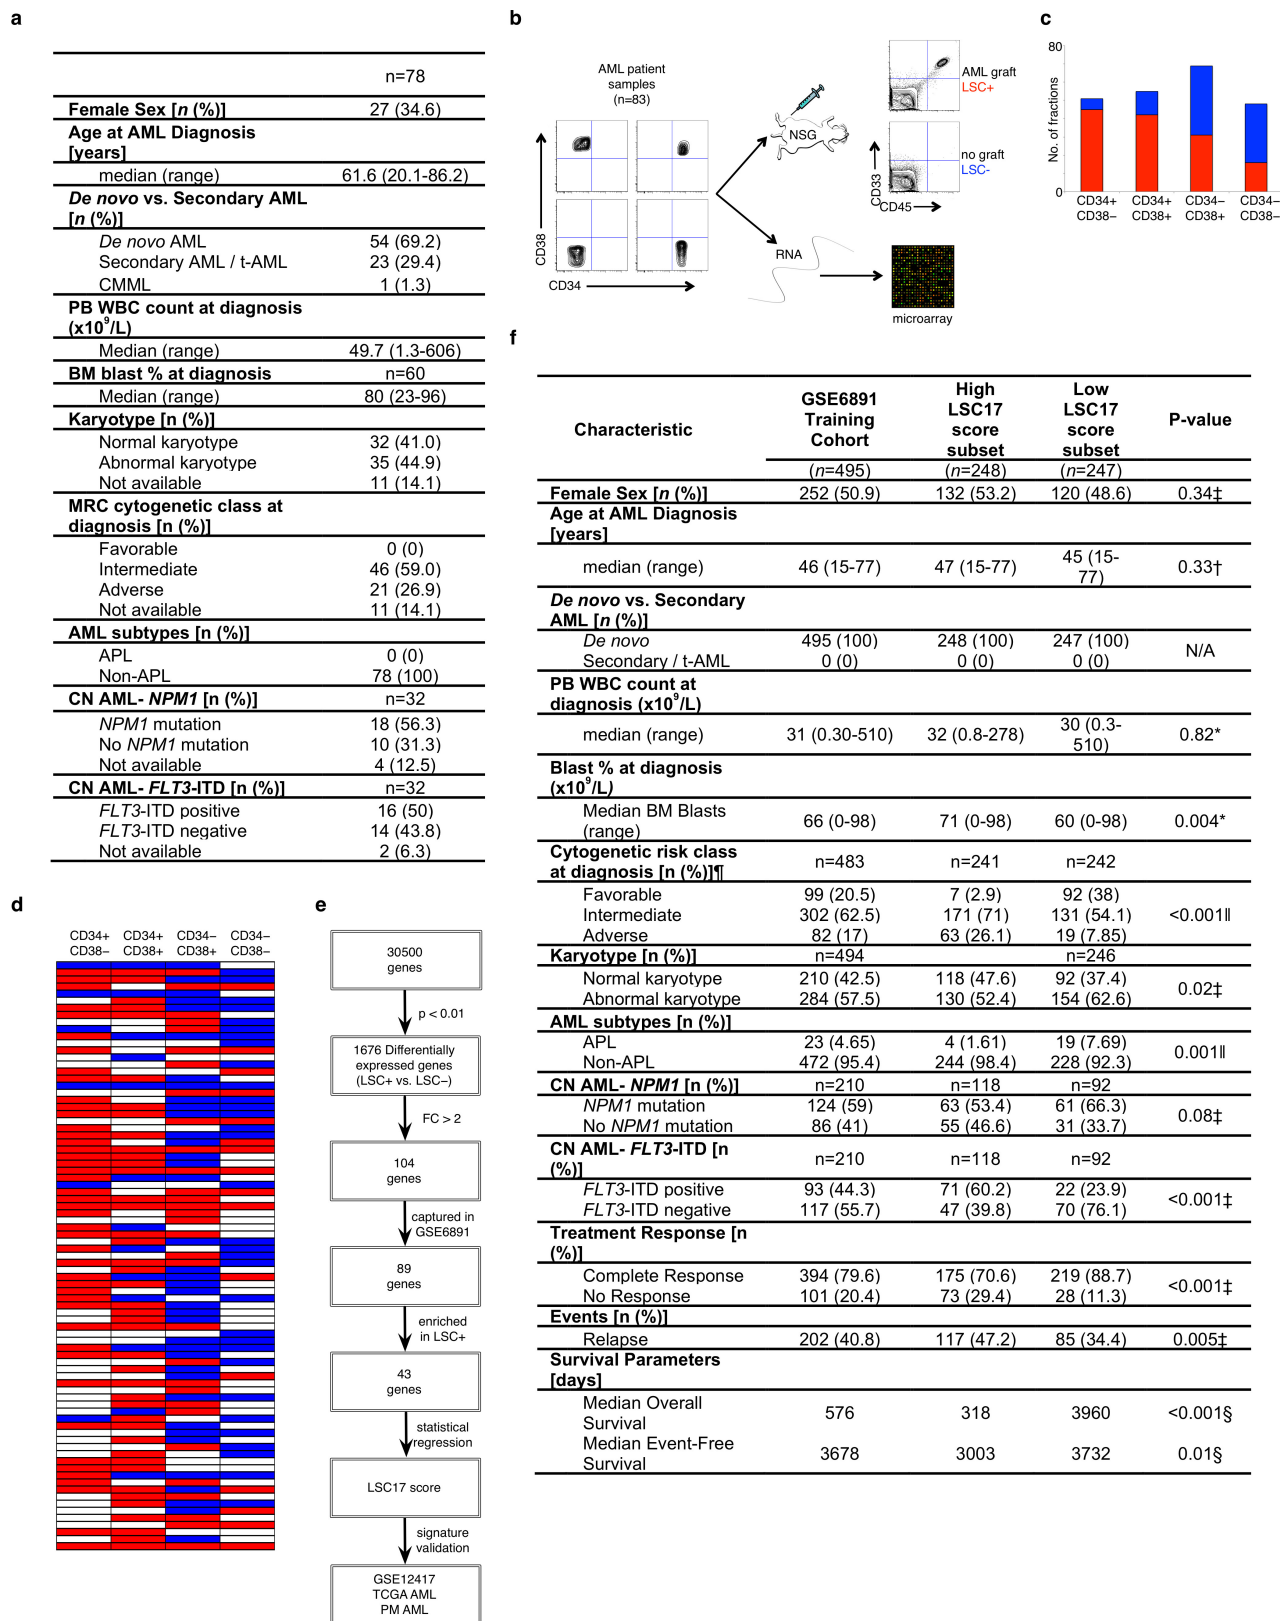 a
n=78
Female Sex [n (%)] 27 (34.6)
Age at AML Diagnosis
[years]
median (range) 61.6 (20.1-86.2)
De novo vs. Secondary AML
[n (%)]
De novo AML 54 (69.2)
Secondary AML / t-AML 23 (29.4)
CMML 1 (1.3)
PB WBC count at diagnosis
(x10⁹/L)
Median (range) 49.7 (1.3-606)
BM blast % at diagnosis n=60
Median (range) 80 (23-96)
Karyotype [n (%)]
Normal karyotype 32 (41.0)
Abnormal karyotype 35 (44.9)
Not available 11 (14.1)
MRC cytogenetic class at
diagnosis [n (%)]
Favorable 0 (0)
Intermediate 46 (59.0)
Adverse 21 (26.9)
Not available 11 (14.1)
AML subtypes [n (%)]
APL 0 (0)
Non-APL 78 (100)
CN AML- NPM1 [n (%)] n=32
NPM1 mutation 18 (56.3)
No NPM1 mutation 10 (31.3)
Not available 4 (12.5)
CN AML- FLT3-ITD [n (%)] n=32
FLT3-ITD positive 16 (50)
FLT3-ITD negative 14 (43.8)
Not available 2 (6.3)
b
AML patient
samples
(n=83)
CD38
CD34
NSG
RNA
AML graft
LSC+
no graft
LSC-
CD33
CD45
microarray
c
No. of fractions
80
0
CD34+ CD34+ CD34– CD34–
CD38– CD38+ CD38+ CD38–
d
CD34+ CD34+ CD34– CD34–
CD38– CD38+ CD38+ CD38–
e
30500
genes
p < 0.01
1676 Differentially
expressed genes
(LSC+ vs. LSC–)
FC > 2
104
genes
captured in
GSE6891
89
genes
enriched
in LSC+
43
genes
statistical
regression
LSC17 score
signature
validation
GSE12417
TCGA AML
PM AML
f
Characteristic
GSE6891
Training
Cohort
High
LSC17
score
subset
Low
LSC17
score
subset
P-value
(n=495) (n=248) (n=247)
Female Sex [n (%)] 252 (50.9) 132 (53.2) 120 (48.6) 0.34‡
Age at AML Diagnosis
[years]
median (range) 46 (15-77) 47 (15-77) 45 (15-
77) 0.33†
De novo vs. Secondary
AML [n (%)]
De novo 495 (100) 248 (100) 247 (100)
Secondary / t-AML 0 (0) 0 (0) 0 (0)
N/A
PB WBC count at
diagnosis (x10⁹/L)
median (range) 31 (0.30-510) 32 (0.8-278) 30 (0.3-
510) 0.82*
Blast % at diagnosis
(x10⁹/L)
Median BM Blasts
(range) 66 (0-98) 71 (0-98) 60 (0-98) 0.004*
Cytogenetic risk class
at diagnosis [n (%)]¶ n=483 n=241 n=242
Favorable 99 (20.5) 7 (2.9) 92 (38)
Intermediate 302 (62.5) 171 (71) 131 (54.1) <0.001‖
Adverse 82 (17) 63 (26.1) 19 (7.85)
Karyotype [n (%)] n=494 n=246
Normal karyotype 210 (42.5) 118 (47.6) 92 (37.4)
Abnormal karyotype 284 (57.5) 130 (52.4) 154 (62.6)
0.02‡
AML subtypes [n (%)]
APL 23 (4.65) 4 (1.61) 19 (7.69)
Non-APL 472 (95.4) 244 (98.4) 228 (92.3)
0.001‖
CN AML- NPM1 [n (%)] n=210 n=118 n=92
NPM1 mutation 124 (59) 63 (53.4) 61 (66.3)
No NPM1 mutation 86 (41) 55 (46.6) 31 (33.7)
0.08‡
CN AML- FLT3-ITD [n
(%)] n=210 n=118 n=92
FLT3-ITD positive 93 (44.3) 71 (60.2) 22 (23.9)
FLT3-ITD negative 117 (55.7) 47 (39.8) 70 (76.1)
<0.001‡
Treatment Response [n
(%)]
Complete Response 394 (79.6) 175 (70.6) 219 (88.7)
No Response 101 (20.4) 73 (29.4) 28 (11.3)
<0.001‡
Events [n (%)]
Relapse 202 (40.8) 117 (47.2) 85 (34.4) 0.005‡
Survival Parameters
[days]
Median Overall
Survival 576 318 3960 <0.001§
Median Event-Free
Survival 3678 3003 3732 0.01§